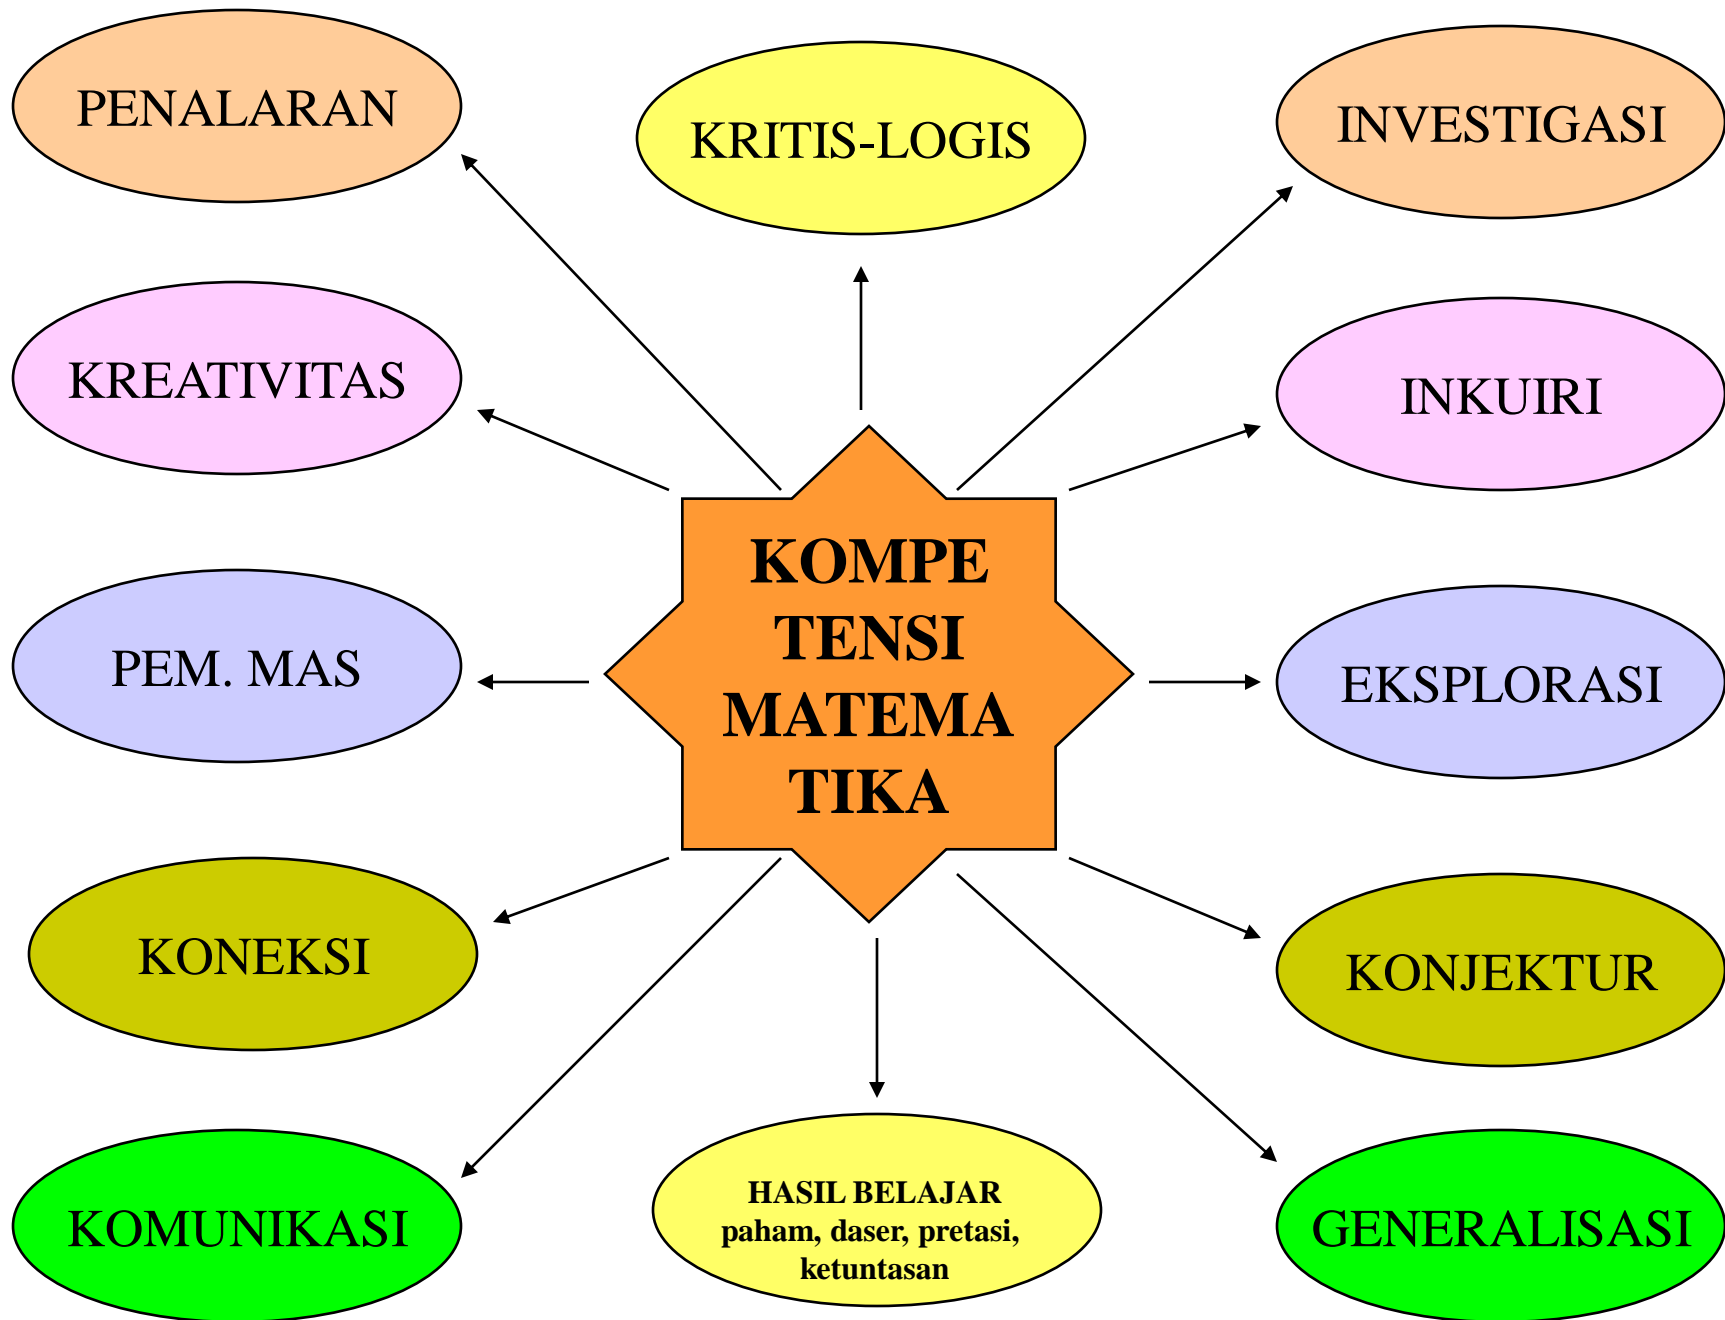 PENALARAN
KRITIS-LOGIS
INVESTIGASI
KREATIVITAS
INKUIRI
KOMPE
TENSI
MATEMA
TIKA
PEM. MAS
EKSPLORASI
KONEKSI
KONJEKTUR
KOMUNIKASI
HASIL BELAJAR
paham, daser, pretasi,
ketuntasan
GENERALISASI